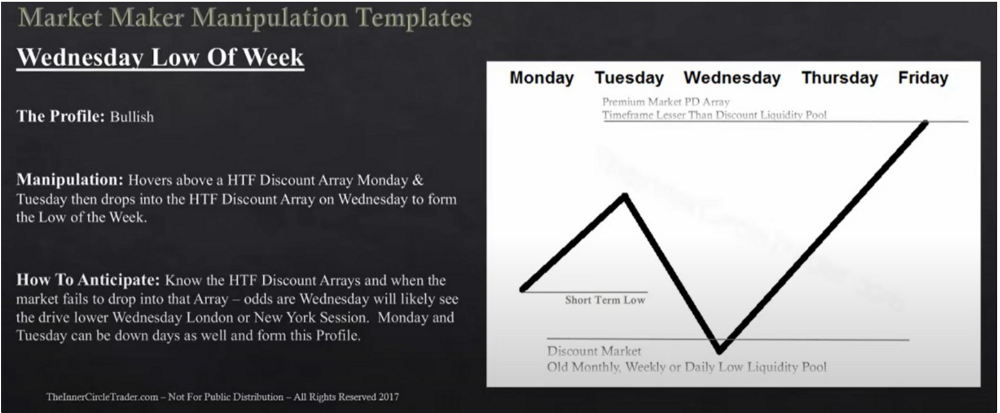 Market Maker Manipulation Templates
Wednesday Low Of Week
The Profile: Bullish
Manipulation: Hovers above a HTF Discount Array Monday &
Tuesday then drops into the HTF Discount Array on Wednesday to form
the Low of the Week.
How To Anticipate: Know the HTF Discount Arrays and when the
market fails to drop into that Array – odds are Wednesday will likely see
the drive lower Wednesday London or New York Session.  Monday and
Tuesday can be down days as well and form this Profile.
TheInnerCircleTrader.com – Not For Public Distribution – All Rights Reserved 2017
Monday Tuesday Wednesday Thursday Friday
Premium Market PD Array
Timeframe Lesser Than Discount Liquidity Pool
Short Term Low
Discount Market
Old Monthly, Weekly or Daily Low Liquidity Pool